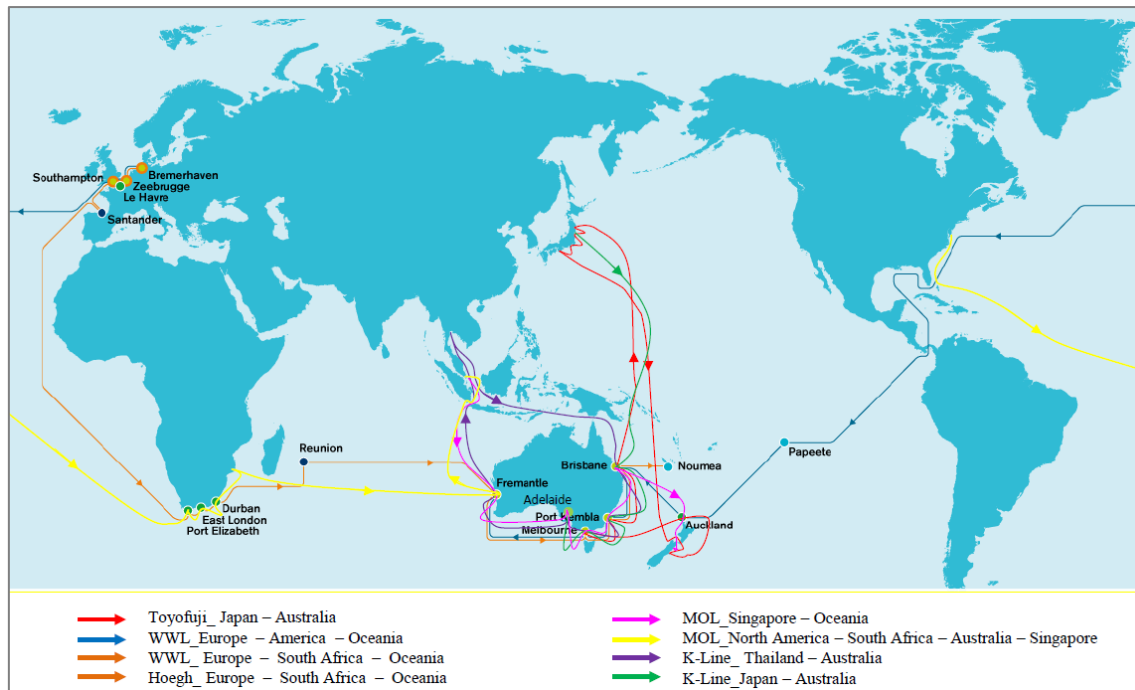 Southampton
Bremerhaven
Zeebrugge
Le Havre
Santander
Reunion
Durban
East London
Port Elizabeth
Fremantle
Adelaide
Brisbane
Noumea
Port Kembla
Melbourne
Auckland
Papeete
Toyofuji_ Japan – Australia
WWL_Europe – America – Oceania
WWL_ Europe – South Africa – Oceania
Hoegh_ Europe – South Africa – Oceania
MOL_Singapore – Oceania
MOL_North America – South Africa – Australia – Singapore
K-Line_ Thailand – Australia
K-Line_Japan – Australia